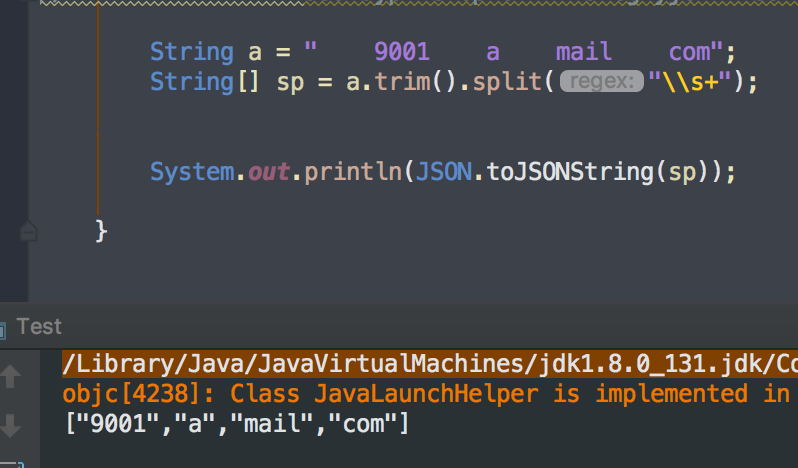 String a = "    9001    a    mail    com";
String[] sp = a.trim().split( regex: "\\s+");
System.out.println(JSON.toJSONString(sp));
}
Test
/Library/Java/JavaVirtualMachines/jdk1.8.0_131.jdk/Co
objc[4238]: Class JavaLaunchHelper is implemented in
["9001","a","mail","com"]